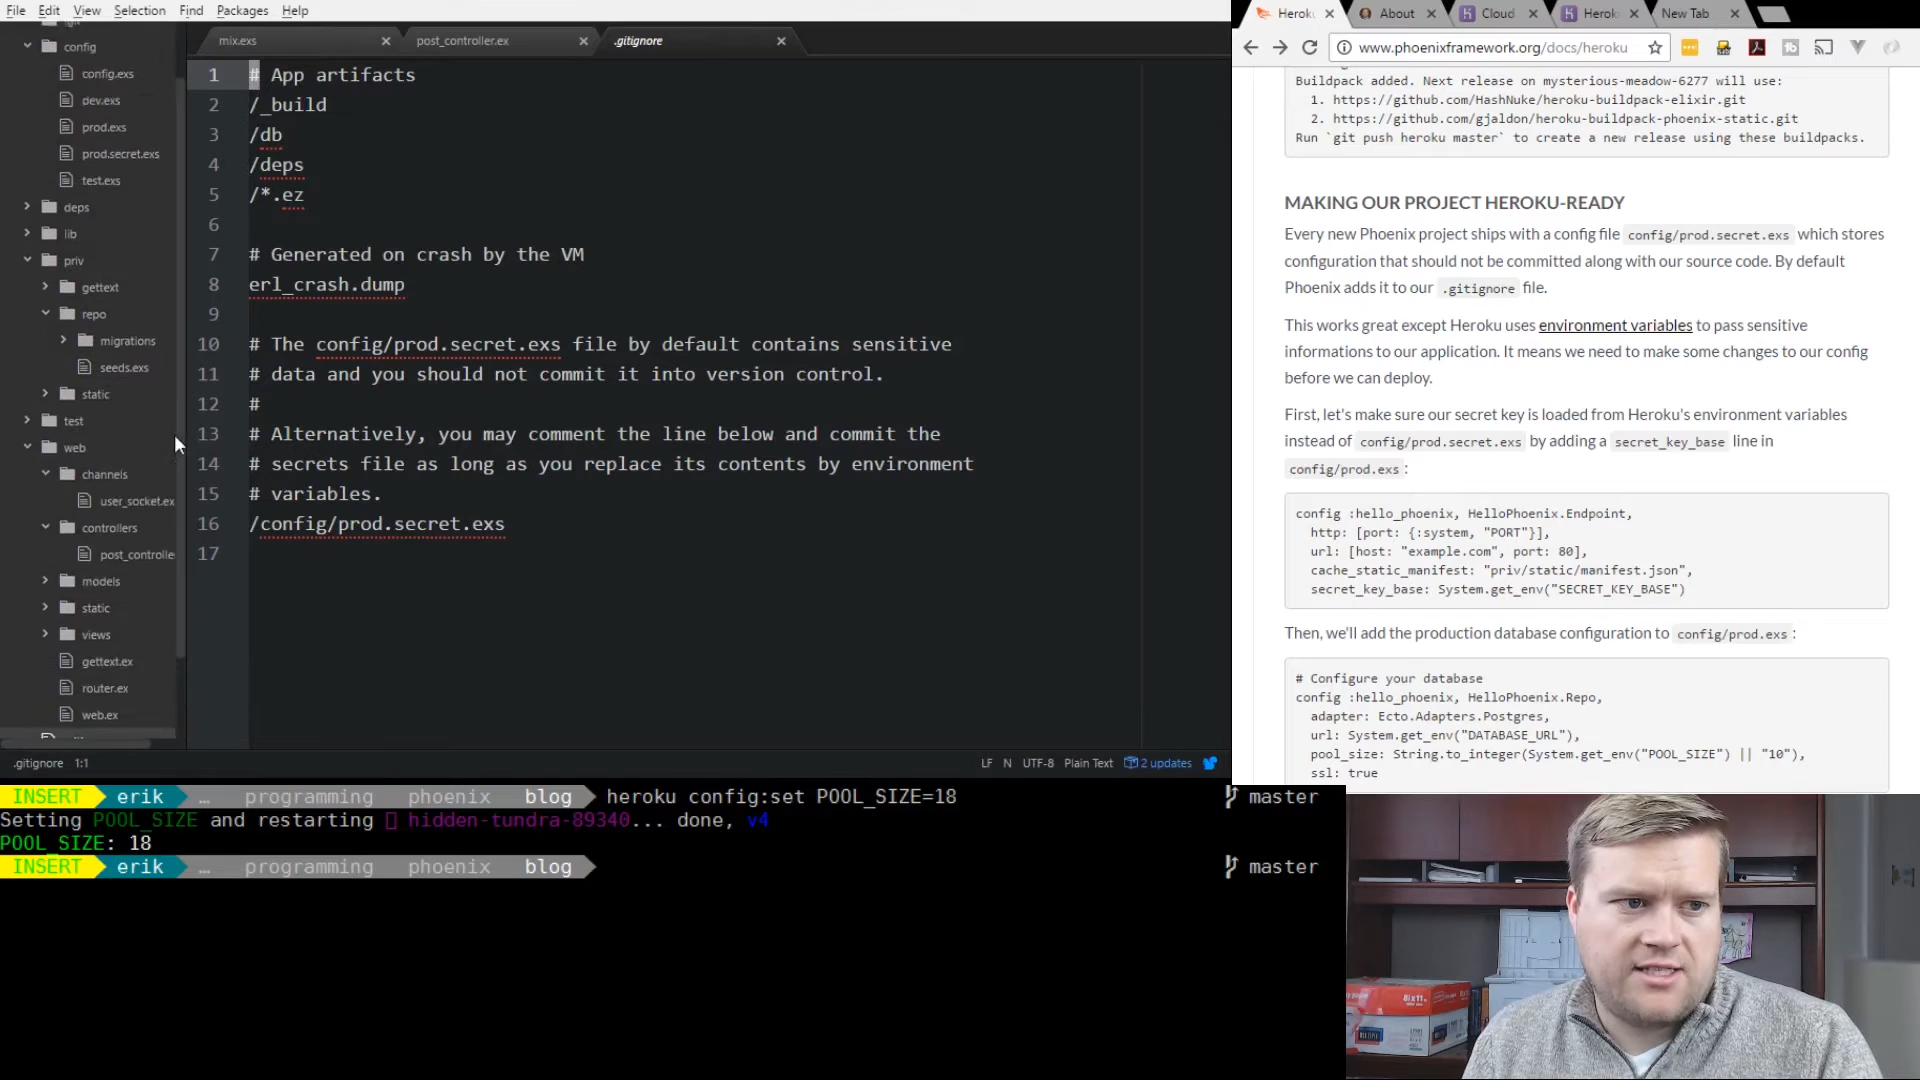 File Edit View Selection Find Packages Help
config
config.exs
dev.exs
prod.exs
prod.secret.exs
test.exs
deps
lib
priv
gettext
repo
migrations
seeds.exs
static
test
web
channels
user_socket.ex
controllers
post_controlle
models
static
views
gettext.ex
router.ex
web.ex
mix.exs post_controller.ex .gitignore
1 # App artifacts
2 /_build
3 /db
4 /deps
5 /*.ez
6
7 # Generated on crash by the VM
8 erl_crash.dump
9
10 # The config/prod.secret.exs file by default contains sensitive
11 # data and you should not commit it into version control.
12 #
13 # Alternatively, you may comment the line below and commit the
14 # secrets file as long as you replace its contents by environment
15 # variables.
16 /config/prod.secret.exs
17
.gitignore 1:1 LF N UTF-8 Plain Text 2 updates
INSERT erik … programming phoenix blog heroku config:set POOL_SIZE=18 master
Setting POOL_SIZE and restarting hidden-tundra-89340... done, v4
POOL_SIZE: 18
INSERT erik … programming phoenix blog master
Heroku About Cloud Herok New Tab
www.phoenixframework.org/docs/heroku
Buildpack added. Next release on mysterious-meadow-6277 will use:
1. https://github.com/HashNuke/heroku-buildpack-elixir.git
2. https://github.com/gjaldon/heroku-buildpack-phoenix-static.git
Run `git push heroku master` to create a new release using these buildpacks.
MAKING OUR PROJECT HEROKU-READY
Every new Phoenix project ships with a config file config/prod.secret.exs which stores
configuration that should not be committed along with our source code. By default
Phoenix adds it to our .gitignore file.
This works great except Heroku uses environment variables to pass sensitive
informations to our application. It means we need to make some changes to our config
before we can deploy.
First, let's make sure our secret key is loaded from Heroku's environment variables
instead of config/prod.secret.exs by adding a secret_key_base line in
config/prod.exs:
config :hello_phoenix, HelloPhoenix.Endpoint,
http: [port: {:system, "PORT"}],
url: [host: "example.com", port: 80],
cache_static_manifest: "priv/static/manifest.json",
secret_key_base: System.get_env("SECRET_KEY_BASE")
Then, we'll add the production database configuration to config/prod.exs:
# Configure your database
config :hello_phoenix, HelloPhoenix.Repo,
adapter: Ecto.Adapters.Postgres,
url: System.get_env("DATABASE_URL"),
pool_size: String.to_integer(System.get_env("POOL_SIZE") || "10"),
ssl: true